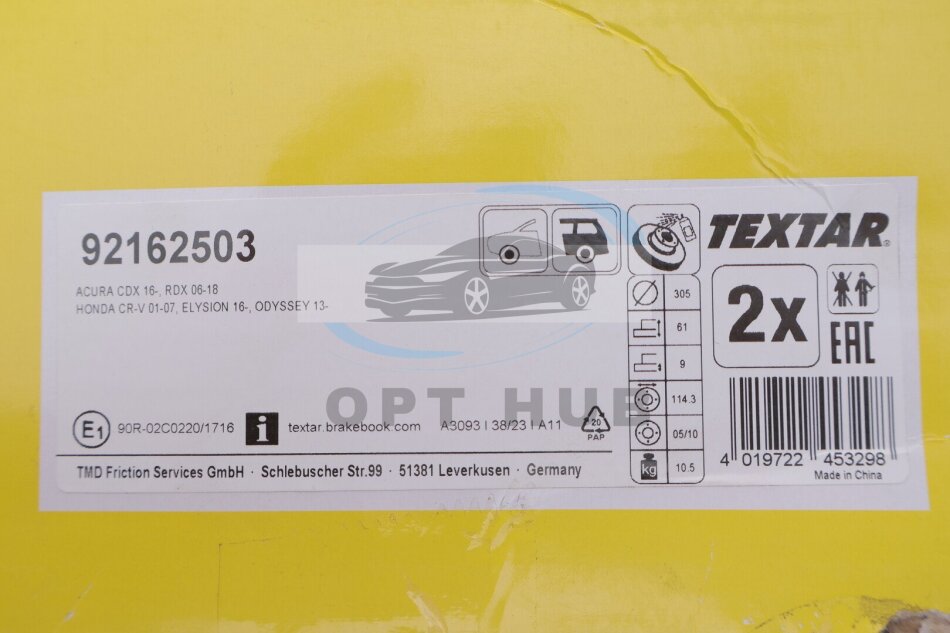 92162503
ACURA CDX 16-, RDX 06-18
HONDA CR-V 01-07, ELYSION 16-, ODYSSEY 13-
TEXTAR®
2x
EAC
305
61
9
114.3
05/10
kg 10.5
OPT HUB
E1 90R-02C0220/1716 i textar.brakebook.com A3093 | 38/23 | A11
20
PAP
4 019722 453298
Made in China
TMD Friction Services GmbH · Schlebuscher Str.99 · 51381 Leverkusen · Germany